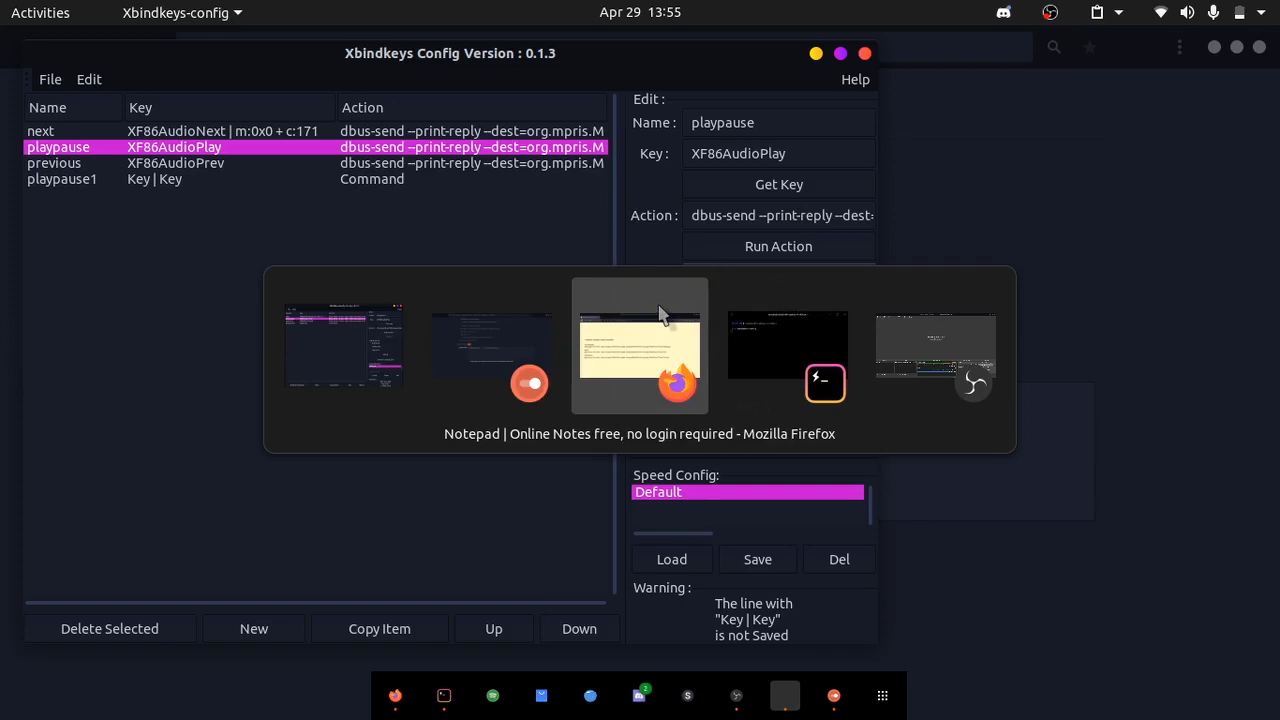 Activities
Xbindkeys-config
Apr 29 13:55
Xbindkeys Config Version : 0.1.3
File
Edit
Help
Name
Key
Action
next
XF86AudioNext | m:0x0 + c:171
dbus-send --print-reply --dest=org.mpris.M
playpause
XF86AudioPlay
dbus-send --print-reply --dest=org.mpris.M
previous
XF86AudioPrev
dbus-send --print-reply --dest=org.mpris.M
playpause1
Key | Key
Command
Edit :
Name :
playpause
Key :
XF86AudioPlay
Get Key
Action :
dbus-send --print-reply --dest=
Run Action
Notepad | Online Notes free, no login required - Mozilla Firefox
Speed Config:
Default
Load
Save
Del
Warning :
The line with
"Key | Key"
is not Saved
Delete Selected
New
Copy Item
Up
Down
2
S